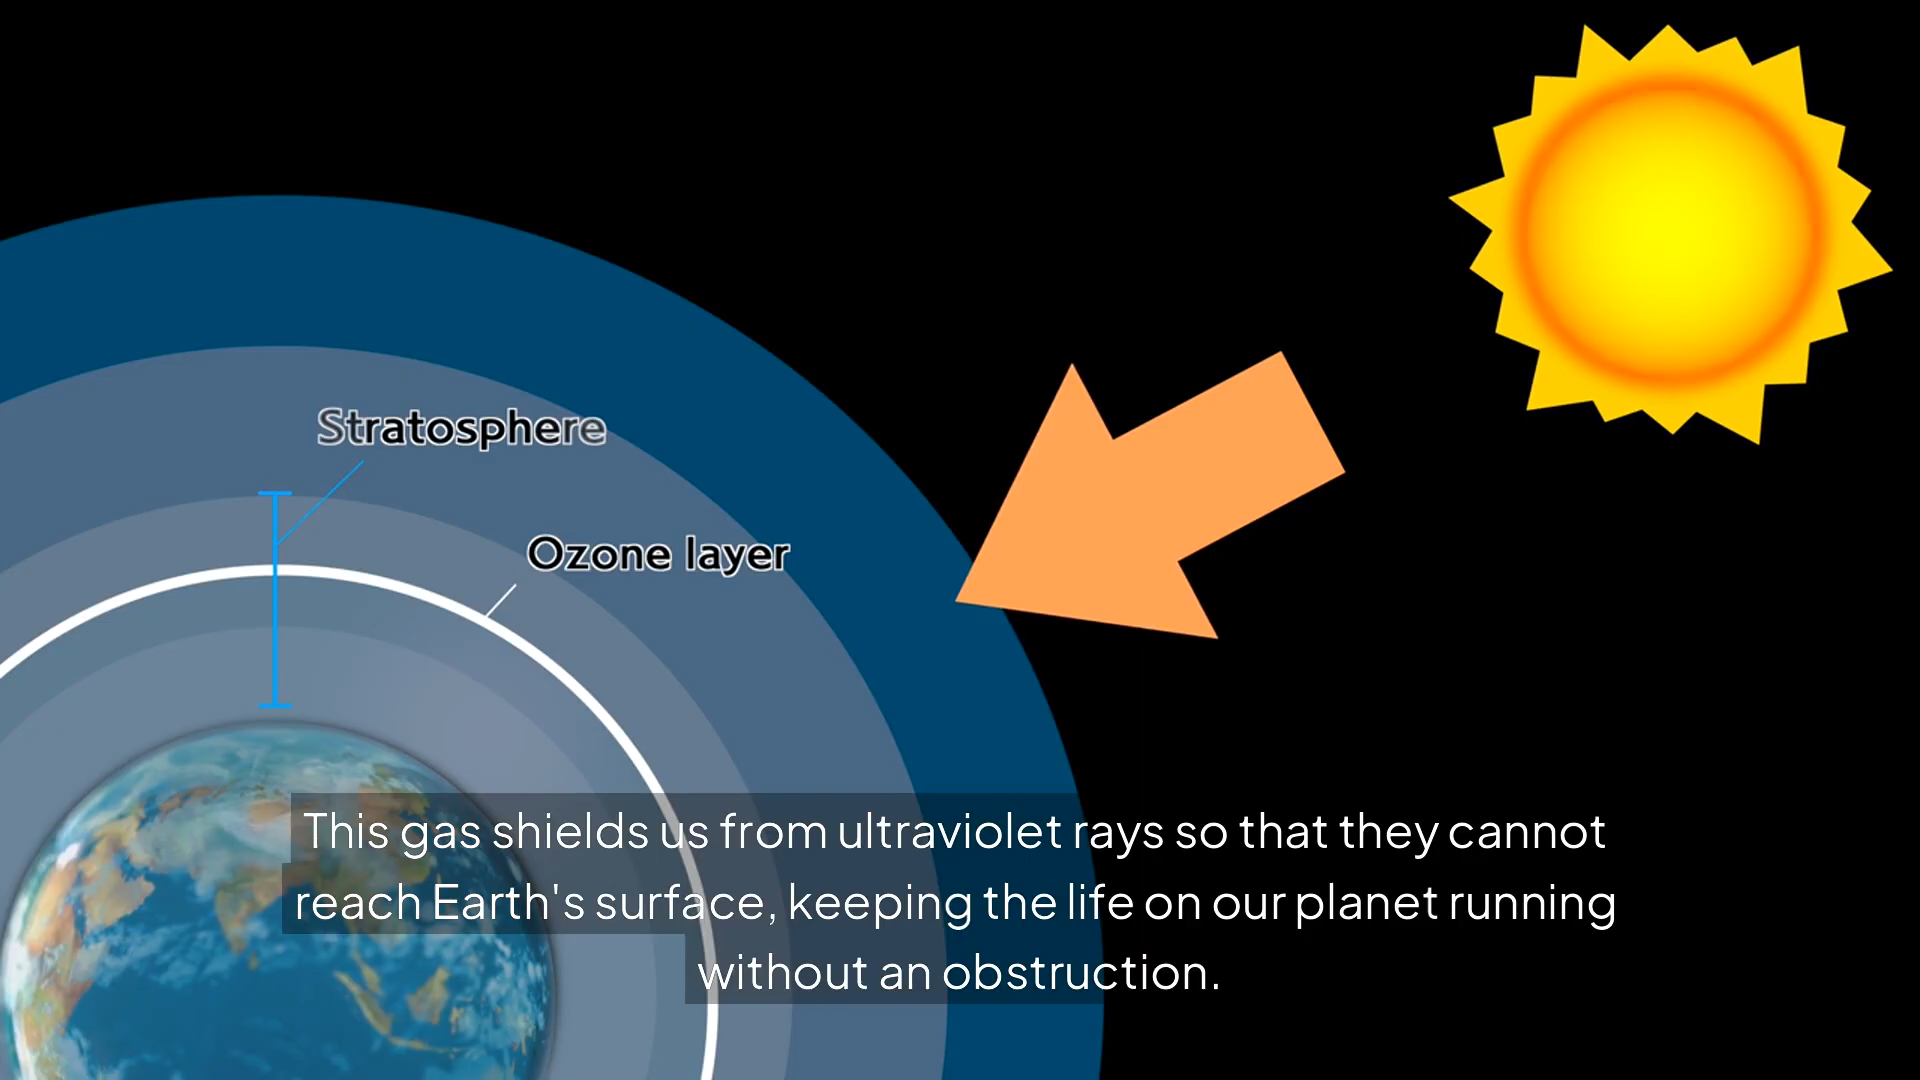 Stratosphere
Ozone layer
This gas shields us from ultraviolet rays so that they cannot
reach Earth's surface, keeping the life on our planet running
without an obstruction.